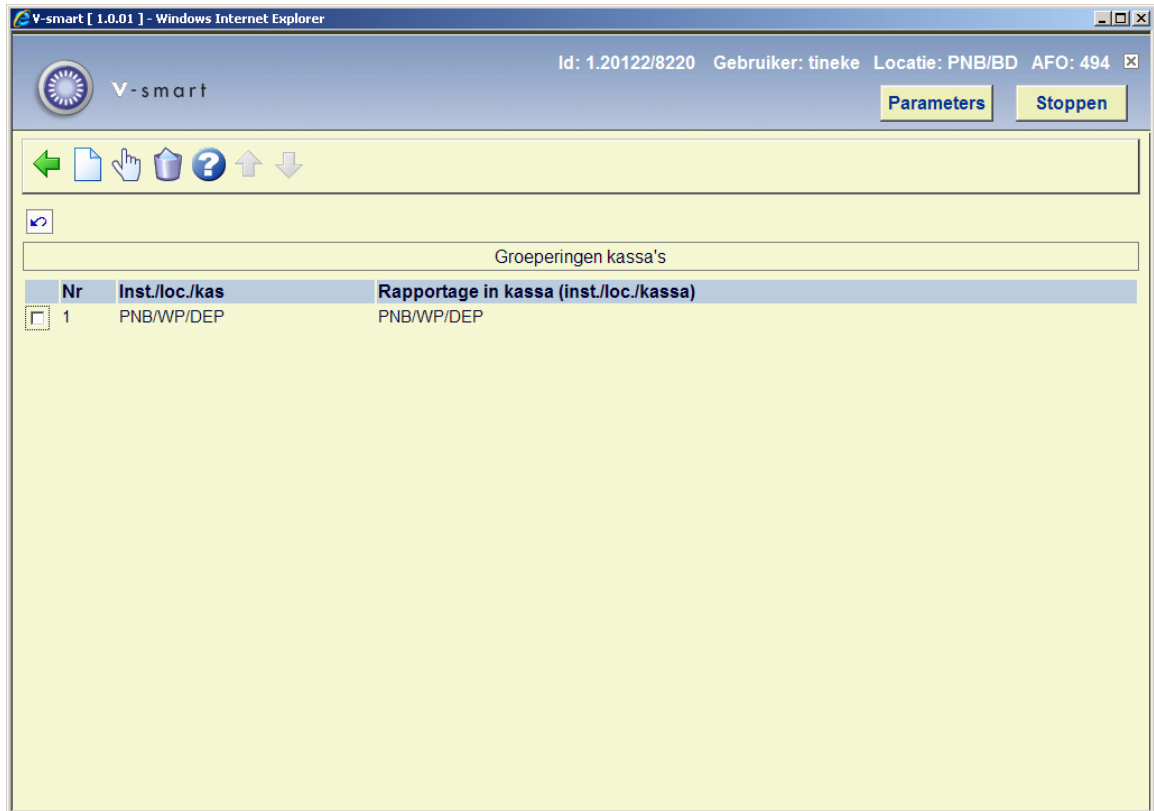 V-smart [ 1.0.01 ] - Windows Internet Explorer
Id: 1.20122/8220 Gebruiker: tineke Locatie: PNB/BD AFO: 494
V-smart
Parameters Stoppen
?
Groeperingen kassa's
Nr Inst./loc./kas Rapportage in kassa (inst./loc./kassa)
1 PNB/WP/DEP PNB/WP/DEP